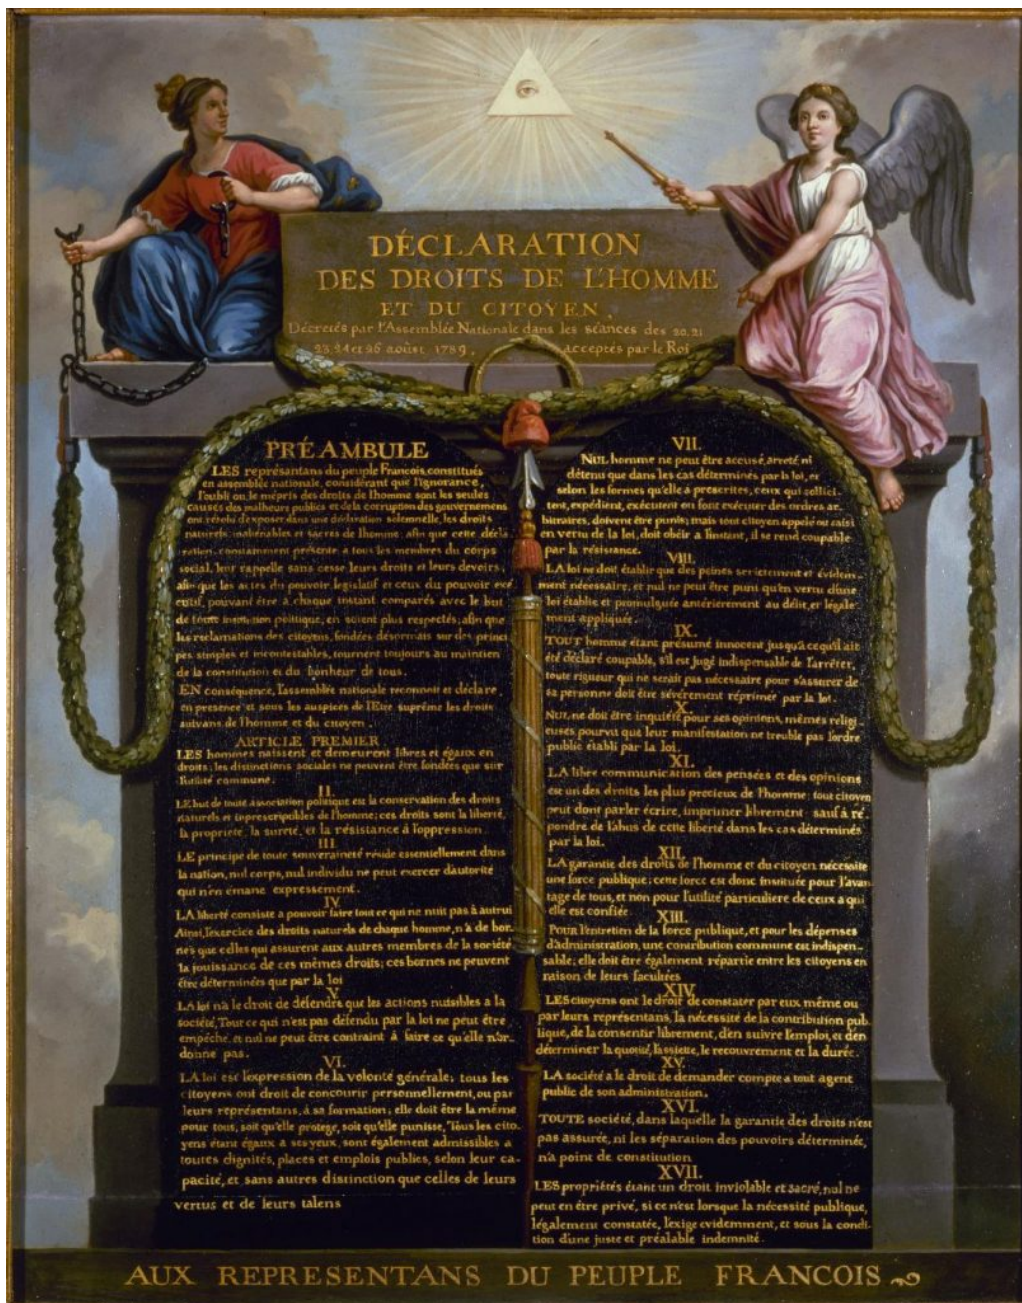 DÉCLARATION
DES DROITS DE L'HOMME
ET DU CITOYEN,
Décretés par l'Assemblée Nationale dans les séances des 20, 21
23, 24 et 26 août 1789, acceptés par le Roi
PRÉAMBULE
LES représantans du peuple François, constitués
en assemblée nationale, considérant que l'ignorance,
l'oubli ou le mépris des droits de l'homme sont les seules
causes des malheurs publics et de la corruption des gouvernemens
ont résolu d'exposer dans une déclaration solemnelle, les droits
naturels, inaliénables et sacrés de l'homme; afin que cette décla
ration, constamment présente a tous les membres du corps
social, leur rappelle sans cesse leurs droits et leurs devoirs;
afin que les actes du pouvoir législatif et ceux du pouvoir exé
cutif, pouvant être a chaque instant comparés avec le but
de toute institution politique, en soient plus respectés; afin que
les reclamations des citoyens, fondées désormais sur des princi
pes simples et incontestables, tournent toujours au maintien
de la constitution et du bonheur de tous.
EN conséquence, l'assemblée nationale reconnoit et déclare
en presence et sous les auspices de l'Etre suprême les droits
suivans de l'homme et du citoyen.
ARTICLE PREMIER
LES hommes naissent et demeurent libres et égaux en
droits; les distinctions sociales ne peuvent être fondées que sur
l'utilité commune.
II.
LE but de toute association politique est la conservation des droits
naturels et inprescriptibles de l'homme; ces droits sont la liberté,
la propriété, la sureté, et la résistance à l'oppression.
III.
LE principe de toute souveraineté réside essentiellement dans
la nation, nul corps, nul individu ne peut exercer d'autorité
qui n'en émane expressement.
IV.
LA liberté consiste a pouvoir faire tout ce qui ne nuit pas à autrui
Ainsi, l'exercice des droits naturels de chaque homme, n'a de bor-
nes que celles qui assurent aux autres membres de la société
la jouissance de ces mêmes droits; ces bornes ne peuvent
être déterminées que par la loi
V.
LA loi n'a le droit de défendre que les actions nuisibles a la
société, Tout ce qui n'est pas défendu par la loi ne peut être
empêche, et nul ne peut être contraint à faire ce qu'elle n'or-
donne pas.
VI.
LA loi est l'expression de la volonté générale; tous les
citoyens ont droit de concourir personnellement, ou par
leurs représentans, à sa formation; elle doit être la même
pour tous, soit qu'elle protege, soit qu'elle punisse, Tous les cito-
yens étant égaux a ses yeux, sont également admissibles a
toutes dignités, places et emplois publics, selon leur ca-
pacité, et sans autres distinction que celles de leurs
vertus et de leurs talens
VII.
NUL homme ne peut être accusé, arreté, ni
détenu que dans les cas déterminés par la loi, et
selon les formes qu'elle à prescrites, ceux qui sollici-
tent, expédient, exécutent ou font exécuter des ordres ar-
bitraires, doivent être punis; mais tout citoyen appelé ou saisi
en vertu de la loi, doit obéir a l'instant, il se rend coupable
par la résistance.
VIII.
LA loi ne doit établir que des peines strictement et évidem-
ment nécessaire, et nul ne peut être puni qu'en vertu d'une
loi établie et promulguée antérierement au délit, et légale-
ment appliquée.
IX.
TOUT homme étant présumé innocent jusqu'à ce qu'il ait
été déclaré coupable, s'il est jugé indispensable de l'arrêter,
toute rigueur qui ne serait pas nécessaire pour s'assurer de
sa personne doit être sévèrement réprimée par la loi.
X.
NUL ne doit être inquiété pour ses opinions, mêmes religi
euses pourvu que leur manifestation ne trouble pas l'ordre
public établi par la loi.
XI.
LA libre communication des pensées et des opinions
est un des droits les plus precieux de l'homme; tout citoyen
peut dont parler écrire, imprimer librement: sauf à ré
pondre de l'abus de cette liberté dans les cas déterminés
par la loi.
XII.
LA garantie des droits de l'homme et du citoyen nécessite
une force publique; cette force est donc instituée pour l'avan
tage de tous, et non pour l'utilité particuliere de ceux a qui
elle est confiée.
XIII.
POUR l'entretien de la force publique, et pour les dépenses
d'administration, une contribution commune est indispen-
sable; elle doit être également répartie entre les citoyens en
raison de leurs facultées
XIV.
LES citoyens ont le droit de constater par eux même ou
par leurs représentans, la nécessité de la contribution pub-
lique, de la consentir librement, d'en suivre l'emploi, et d'en
déterminer la quotité, l'assiette, le recouvrement et la durée.
XV.
LA société a le droit de demander compte a tout agent
public de son administration.
XVI.
TOUTE société, dans laquelle la garantie des droits n'est
pas assurée, ni les séparation des pouvoirs déterminés,
n'a point de constitution
XVII.
LES propriétés étant un droit inviolable et sacré, nul ne
peut en être privé, si ce n'est lorsque la nécessité publique,
légalement constatée, l'exige evidemment, et sous la condi-
tion d'une juste et préalable indemnité.
AUX REPRESENTANS DU PEUPLE FRANCOIS